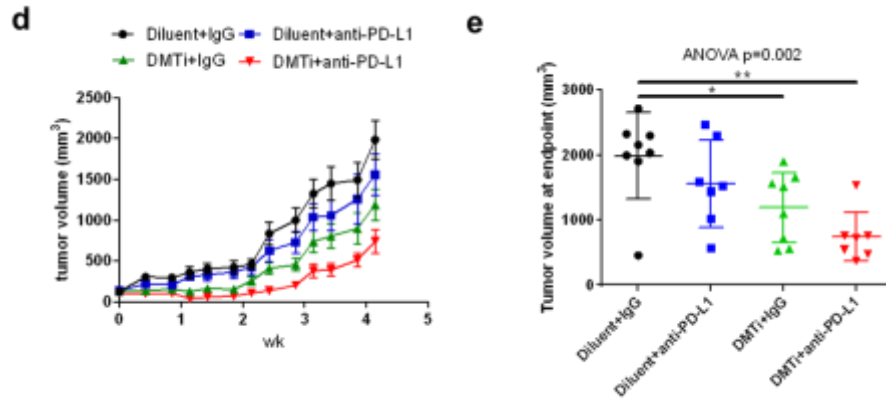 d
Diluent+IgG Diluent+anti-PD-L1
DMTi+IgG DMTi+anti-PD-L1
tumor volume (mm³)
2500
2000
1500
1000
500
0
0 1 2 3 4 5
wk
e
ANOVA p=0.002
**
*
Tumor volume at endpoint (mm³)
3000
2000
1000
0
Diluent+IgG
Diluent+anti-PD-L1
DMTi+IgG
DMTi+anti-PD-L1